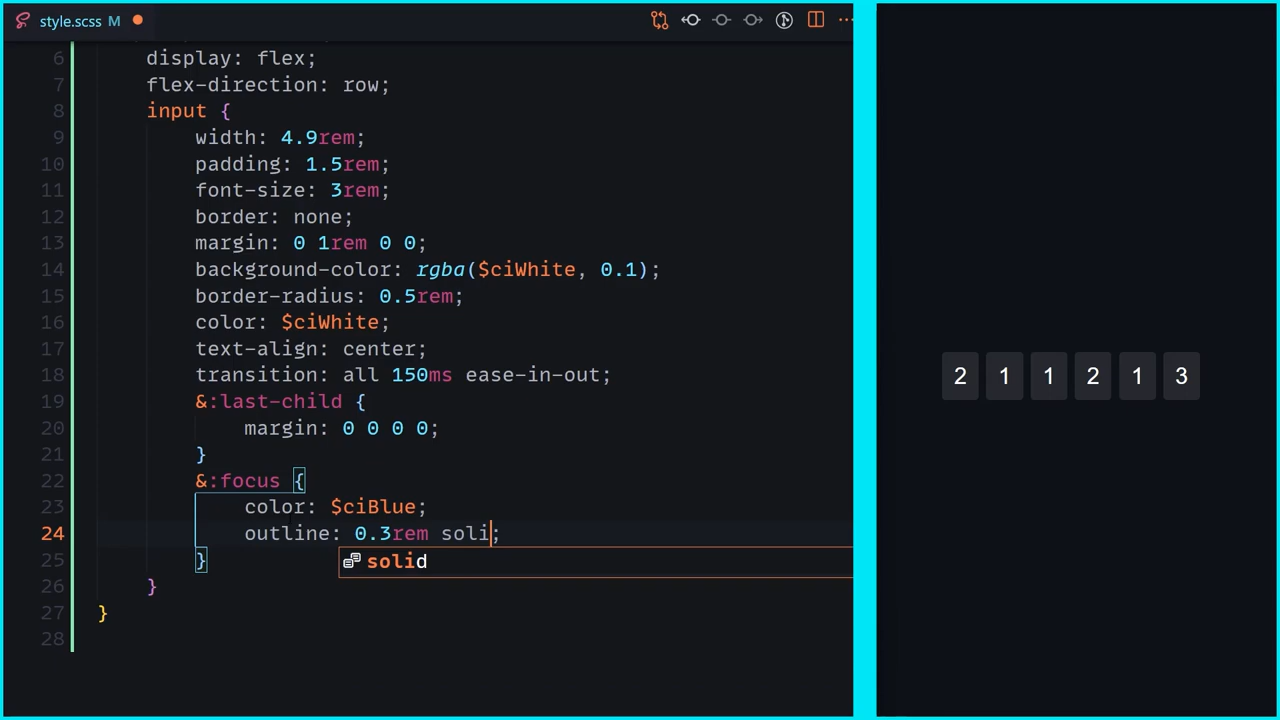 style.scss M
6 display: flex;
7 flex-direction: row;
8 input {
9 width: 4.9rem;
10 padding: 1.5rem;
11 font-size: 3rem;
12 border: none;
13 margin: 0 1rem 0 0;
14 background-color: rgba($ciWhite, 0.1);
15 border-radius: 0.5rem;
16 color: $ciWhite;
17 text-align: center;
18 transition: all 150ms ease-in-out;
19 &:last-child {
20 margin: 0 0 0 0;
21 }
22 &:focus {
23 color: $ciBlue;
24 outline: 0.3rem soli;
solid
25 }
26 }
27 }
28
2 1 1 2 1 3